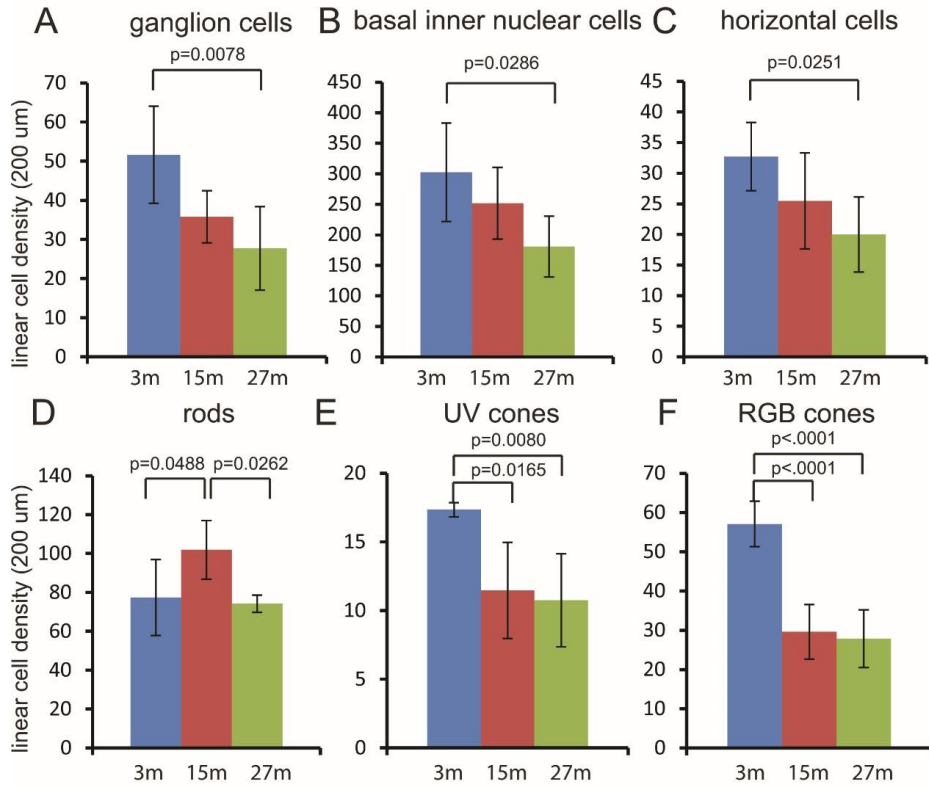 A ganglion cells
p=0.0078
linear cell density (200 um)
70
60
50
40
30
20
10
0
3m 15m 27m
B basal inner nuclear cells
p=0.0286
450
400
350
300
250
200
150
100
50
0
3m 15m 27m
C horizontal cells
p=0.0251
45
40
35
30
25
20
15
10
5
0
3m 15m 27m
D rods
p=0.0488 p=0.0262
linear cell density (200 um)
140
120
100
80
60
40
20
0
3m 15m 27m
E UV cones
p=0.0080
p=0.0165
20
15
10
5
0
3m 15m 27m
F RGB cones
p<.0001
p<.0001
70
60
50
40
30
20
10
0
3m 15m 27m